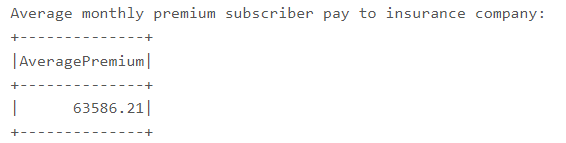 Average monthly premium subscriber pay to insurance company:
+--------------+
|AveragePremium|
+--------------+
|      63586.21|
+--------------+